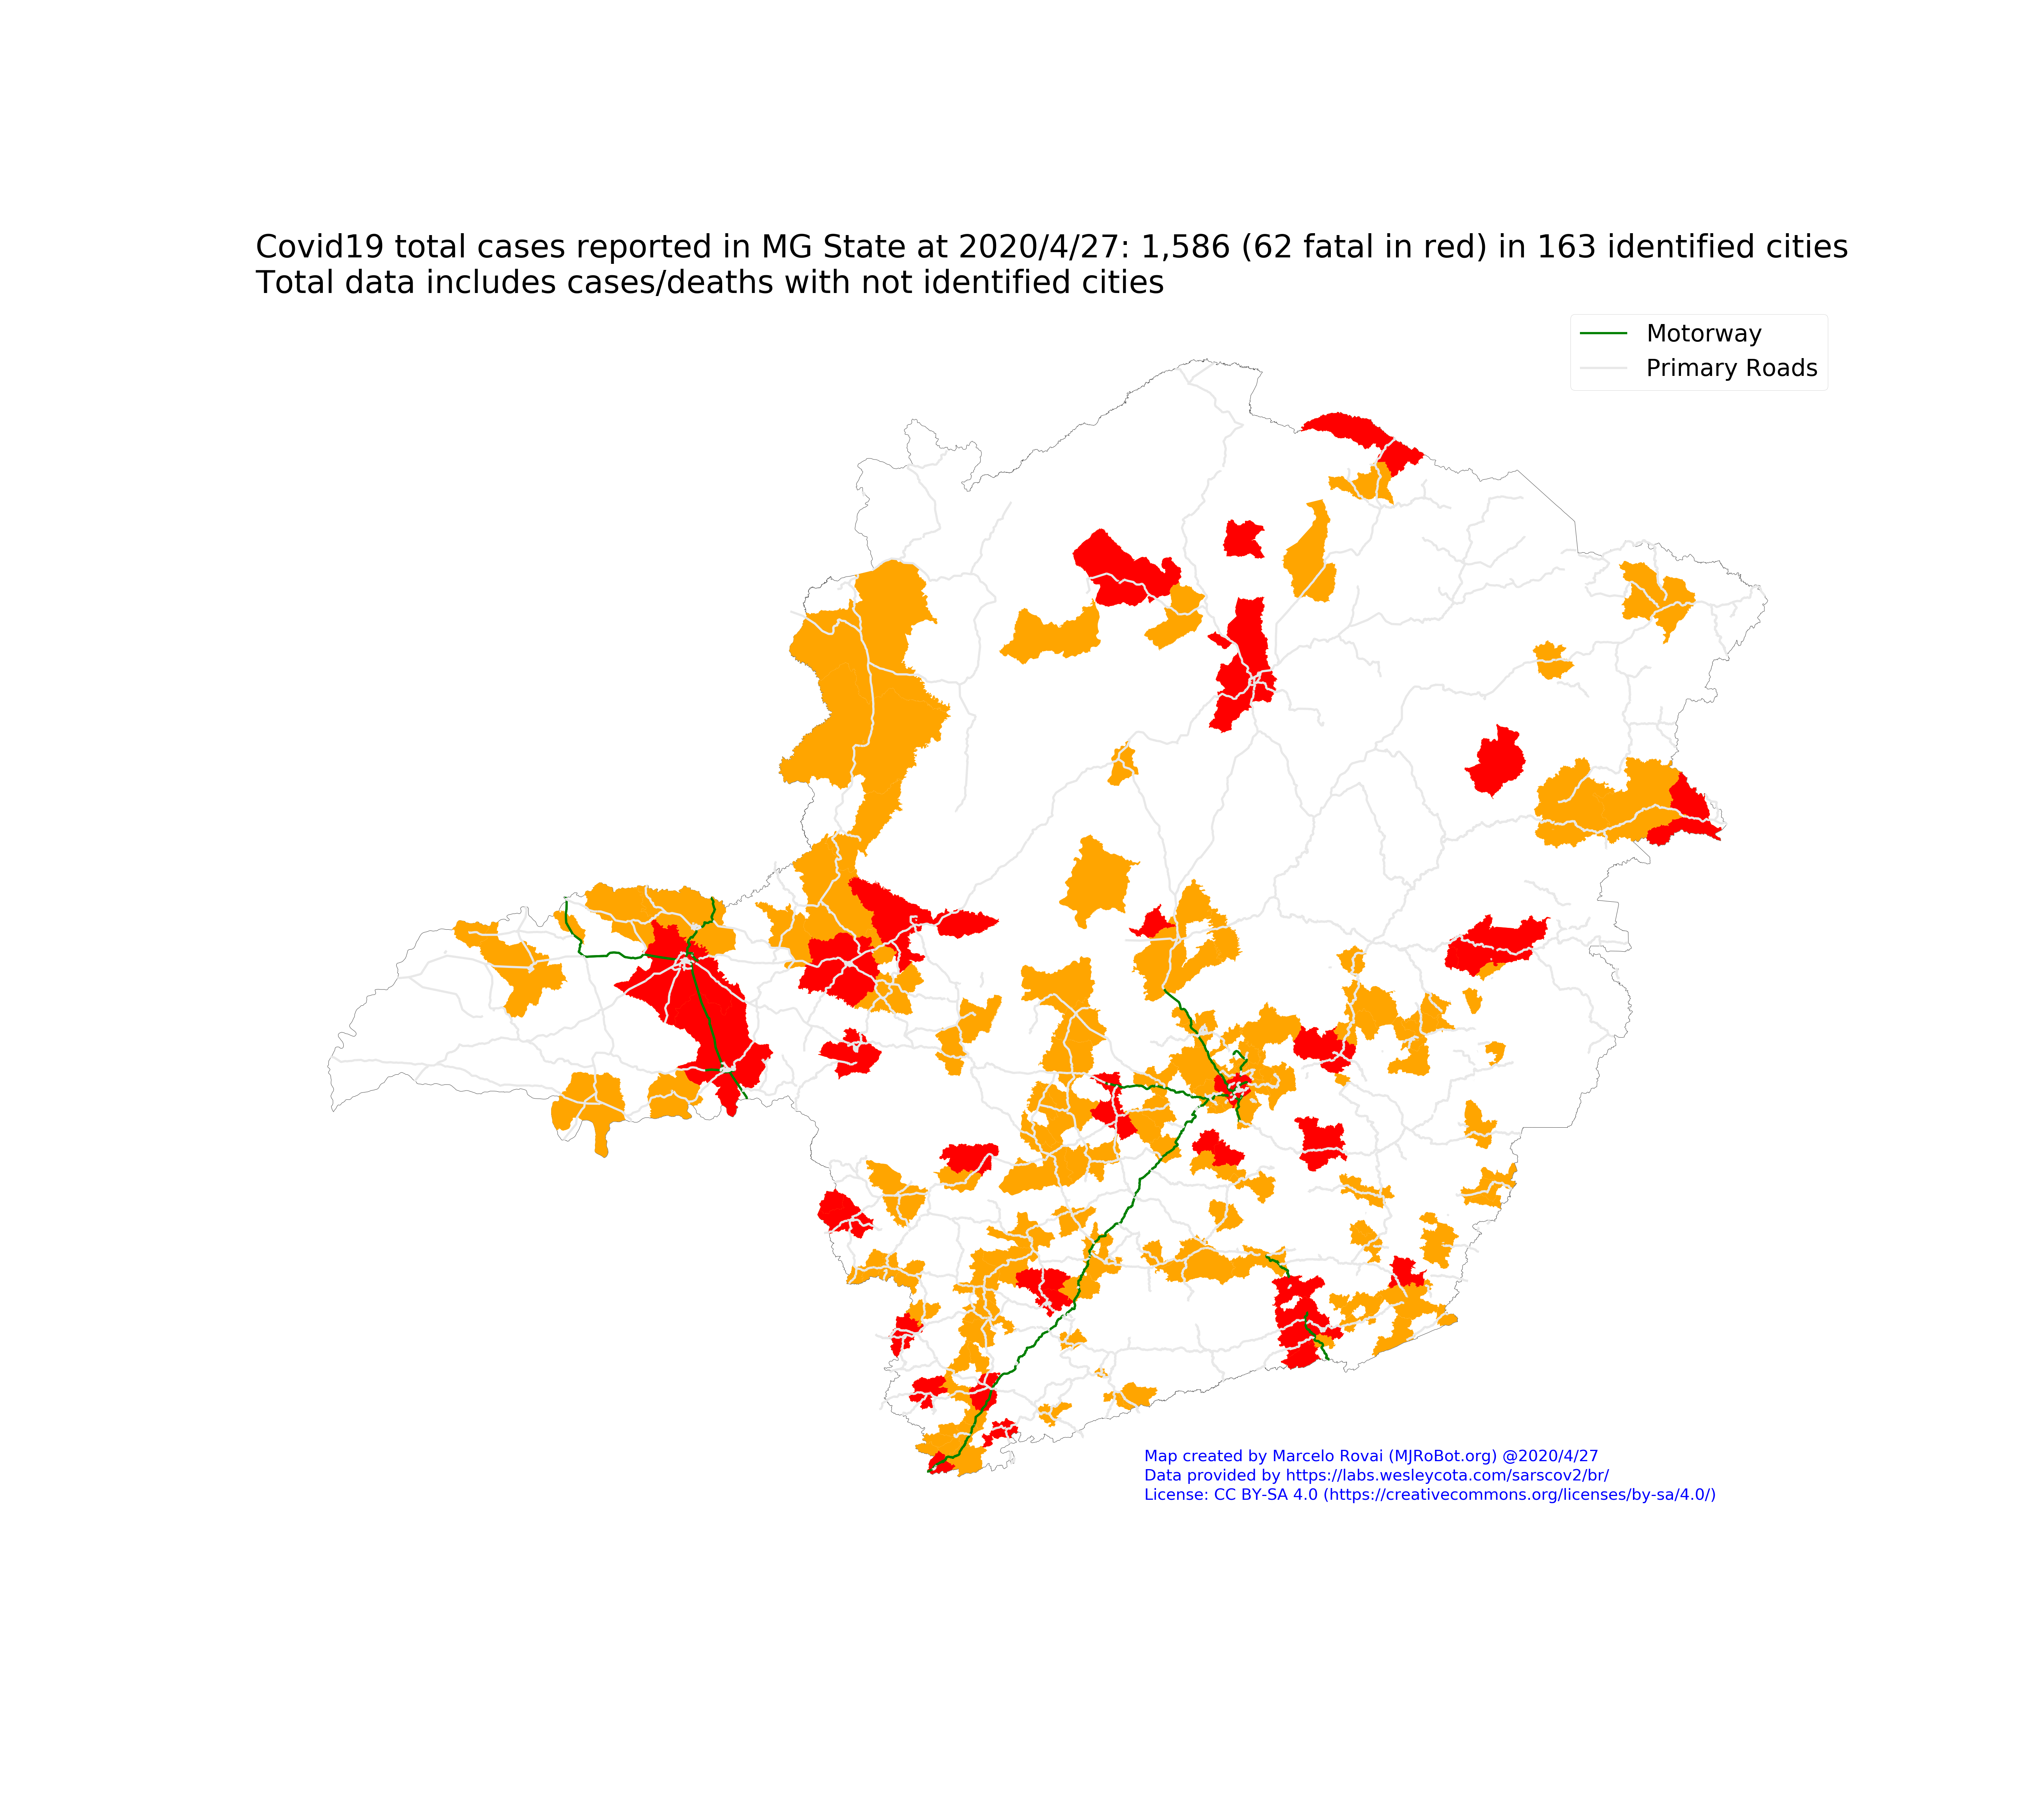 Covid19 total cases reported in MG State at 2020/4/27: 1,586 (62 fatal in red) in 163 identified cities
Total data includes cases/deaths with not identified cities
Motorway
Primary Roads
Map created by Marcelo Rovai (MJRoBot.org) @2020/4/27
Data provided by https://labs.wesleycota.com/sarscov2/br/
License: CC BY-SA 4.0 (https://creativecommons.org/licenses/by-sa/4.0/)